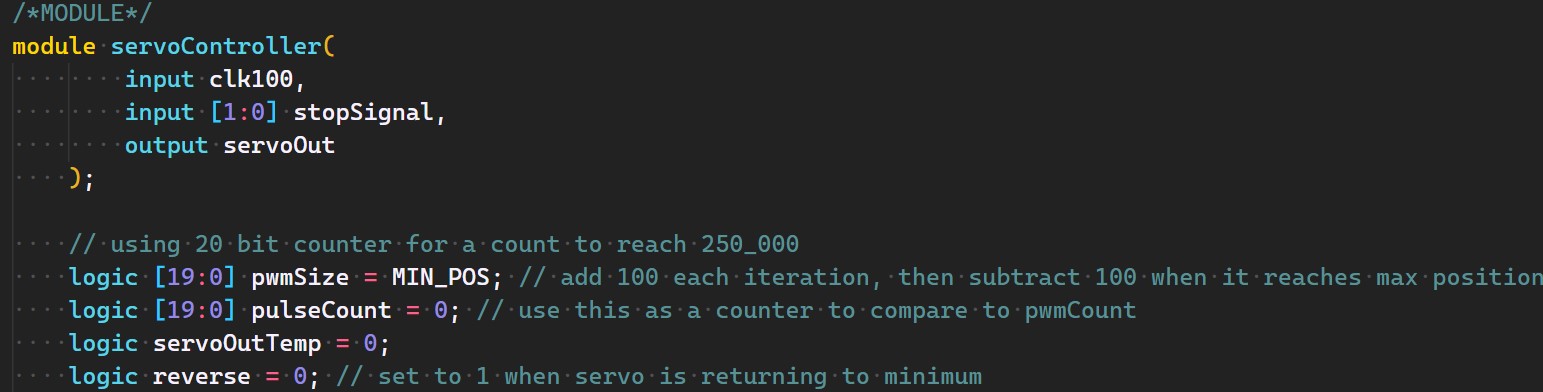 /*MODULE*/
module servoController(
        input clk100,
        input [1:0] stopSignal,
        output servoOut
    );

    // using 20 bit counter for a count to reach 250_000
    logic [19:0] pwmSize = MIN_POS; // add 100 each iteration, then subtract 100 when it reaches max position
    logic [19:0] pulseCount = 0; // use this as a counter to compare to pwmCount
    logic servoOutTemp = 0;
    logic reverse = 0; // set to 1 when servo is returning to minimum